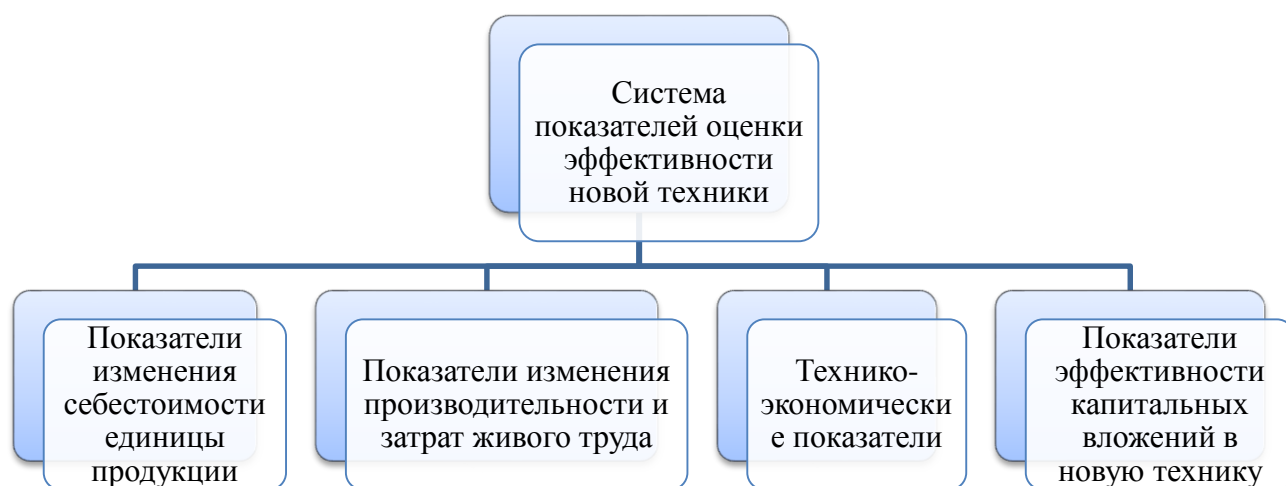 Система
показателей оценки
эффективности
новой техники
Показатели
изменения
себестоимости
единицы
продукции
Показатели изменения
производительности и
затрат живого труда
Технико-
экономически
е показатели
Показатели
эффективности
капитальных
вложений в
новую технику